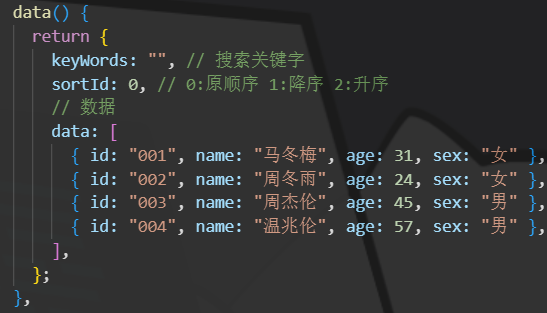 data() {
return {
keyWords: "", // 搜索关键字
sortId: 0, // 0:原顺序 1:降序 2:升序
// 数据
data: [
{ id: "001", name: "马冬梅", age: 31, sex: "女" },
{ id: "002", name: "周冬雨", age: 24, sex: "女" },
{ id: "003", name: "周杰伦", age: 45, sex: "男" },
{ id: "004", name: "温兆伦", age: 57, sex: "男" },
],
};
},